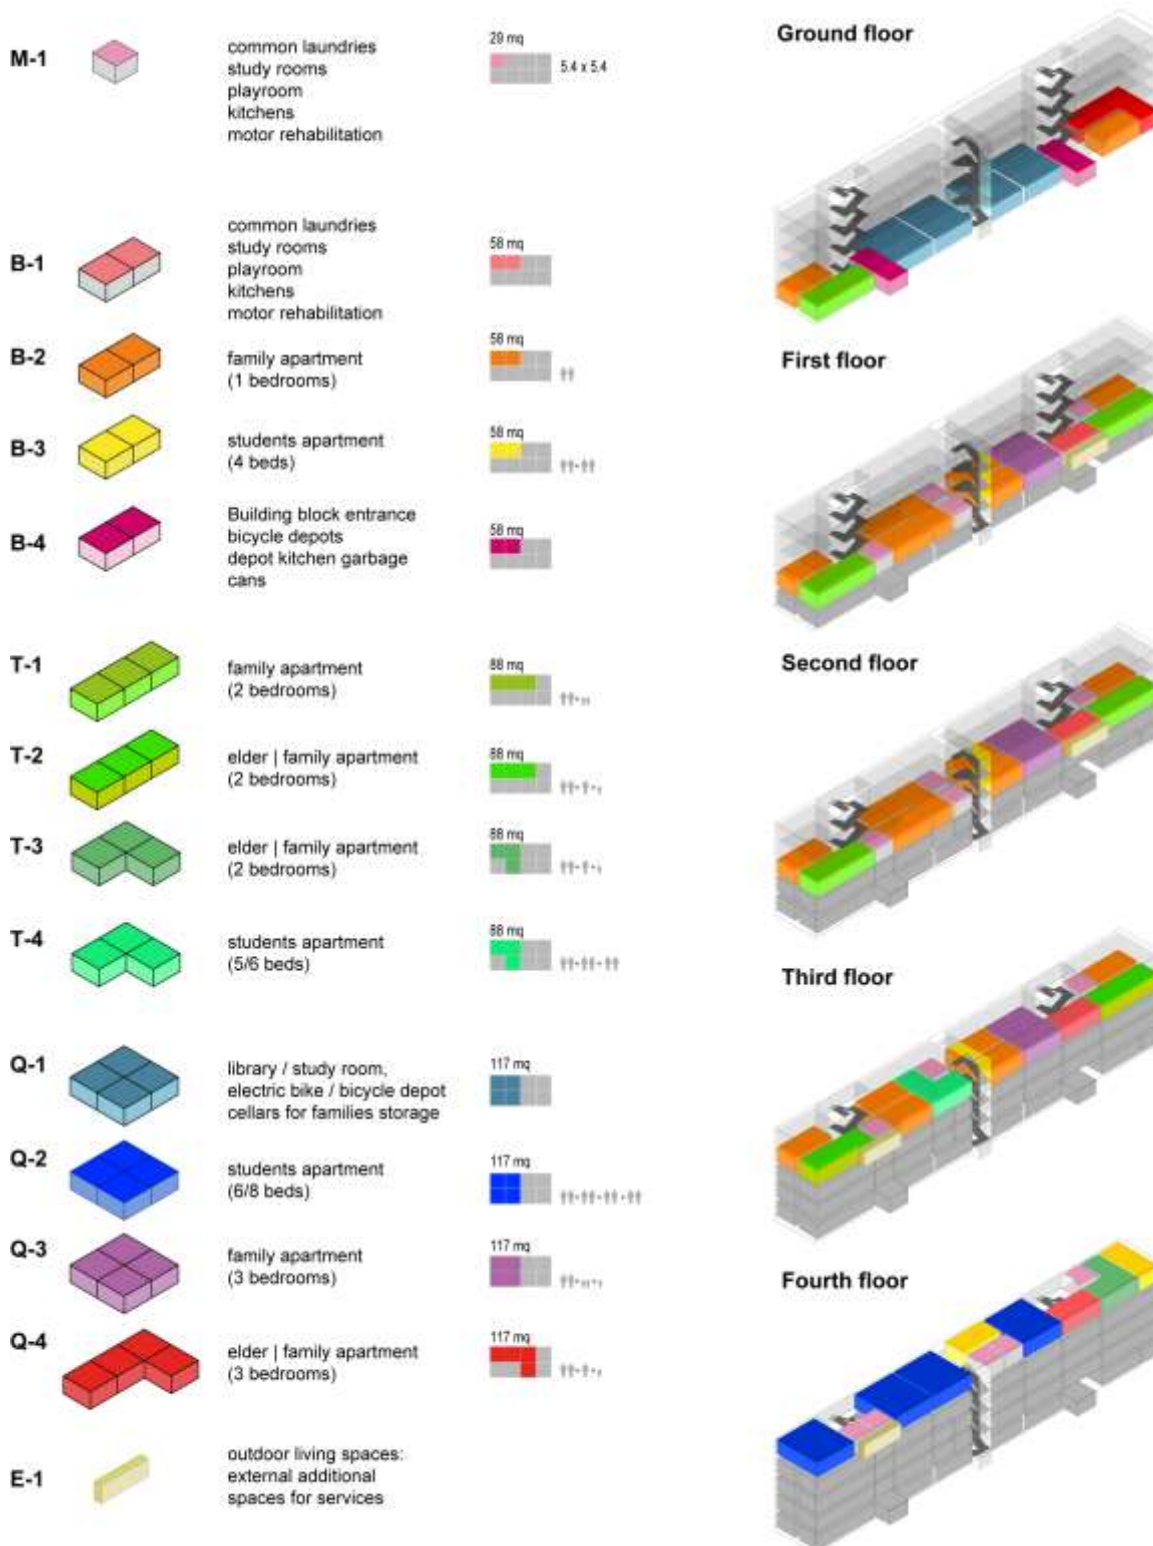 M-1
common laundries
study rooms
playroom
kitchens
motor rehabilitation
29 mq
5.4 x 5.4
B-1
common laundries
study rooms
playroom
kitchens
motor rehabilitation
58 mq
B-2
family apartment
(1 bedrooms)
58 mq
B-3
students apartment
(4 beds)
58 mq
B-4
Building block entrance
bicycle depots
depot kitchen garbage
cans
58 mq
T-1
family apartment
(2 bedrooms)
88 mq
T-2
elder | family apartment
(2 bedrooms)
88 mq
T-3
elder | family apartment
(2 bedrooms)
88 mq
T-4
students apartment
(5/6 beds)
88 mq
Q-1
library / study room,
electric bike / bicycle depot
cellars for families storage
117 mq
Q-2
students apartment
(6/8 beds)
117 mq
Q-3
family apartment
(3 bedrooms)
117 mq
Q-4
elder | family apartment
(3 bedrooms)
117 mq
E-1
outdoor living spaces:
external additional
spaces for services
Ground floor
First floor
Second floor
Third floor
Fourth floor